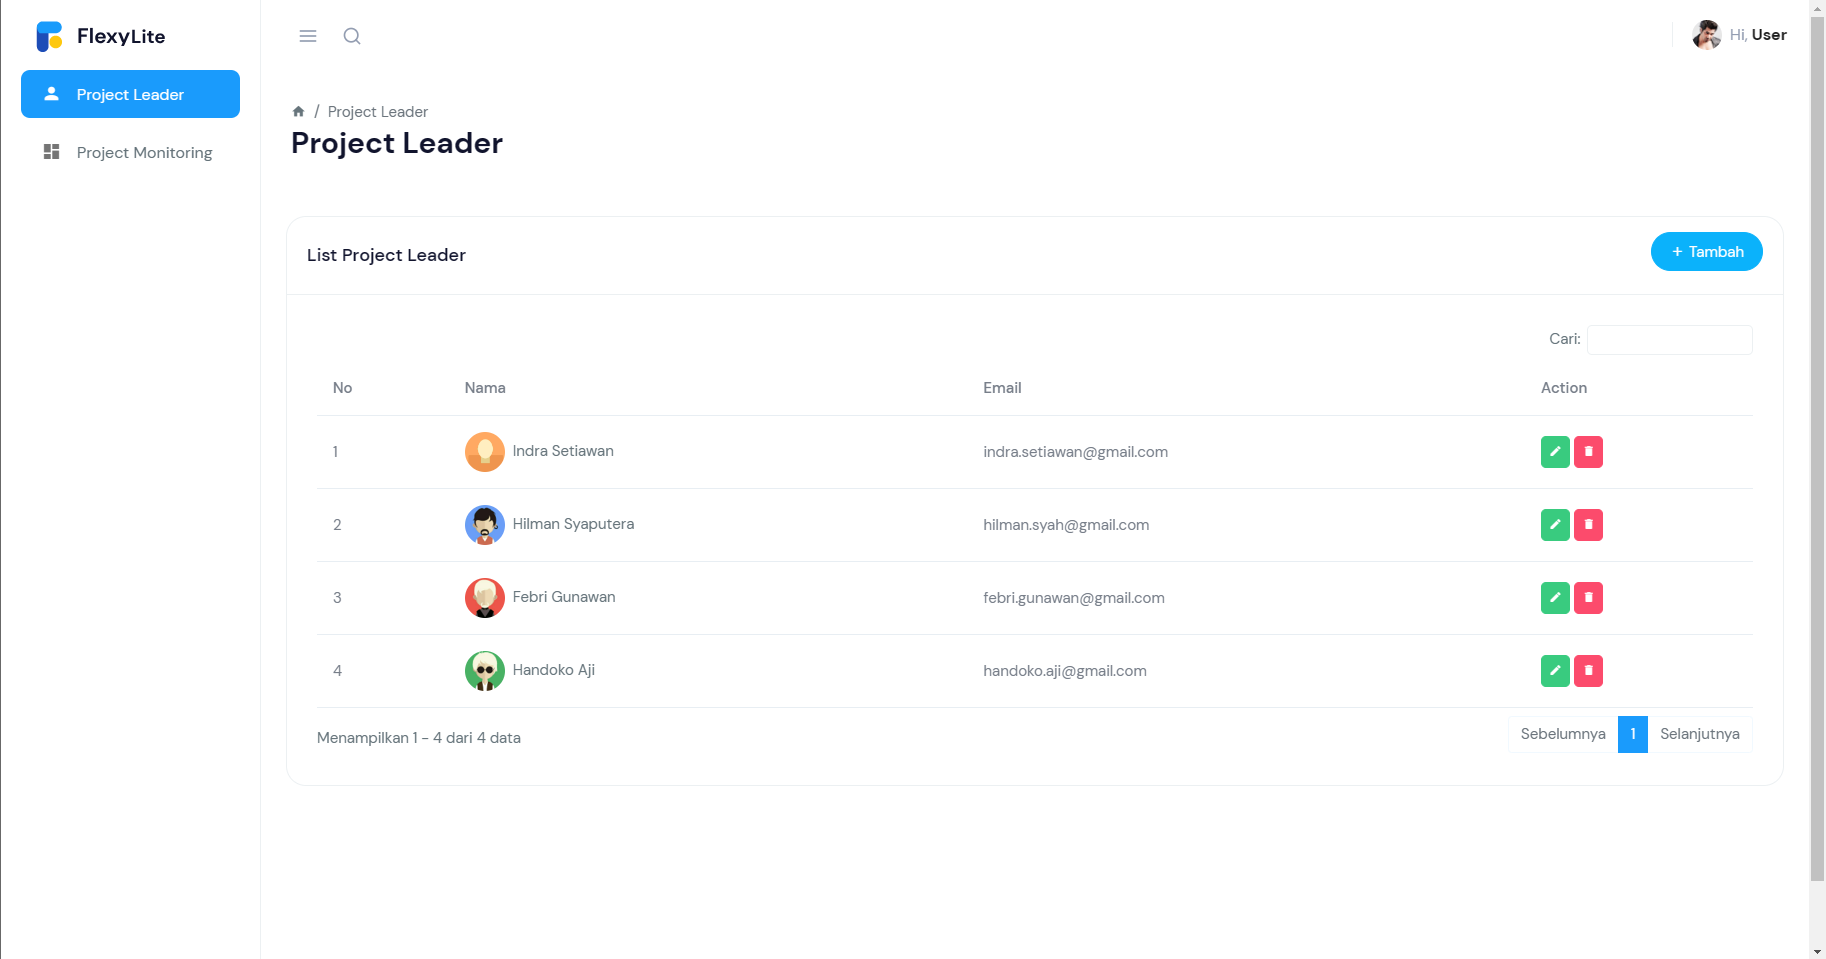 FlexyLite
Hi, User
Project Leader
Project Monitoring
/ Project Leader
Project Leader
List Project Leader
+ Tambah
Cari:
No Nama Email Action
1 Indra Setiawan indra.setiawan@gmail.com
2 Hilman Syaputera hilman.syah@gmail.com
3 Febri Gunawan febri.gunawan@gmail.com
4 Handoko Aji handoko.aji@gmail.com
Menampilkan 1 - 4 dari 4 data
Sebelumnya 1 Selanjutnya